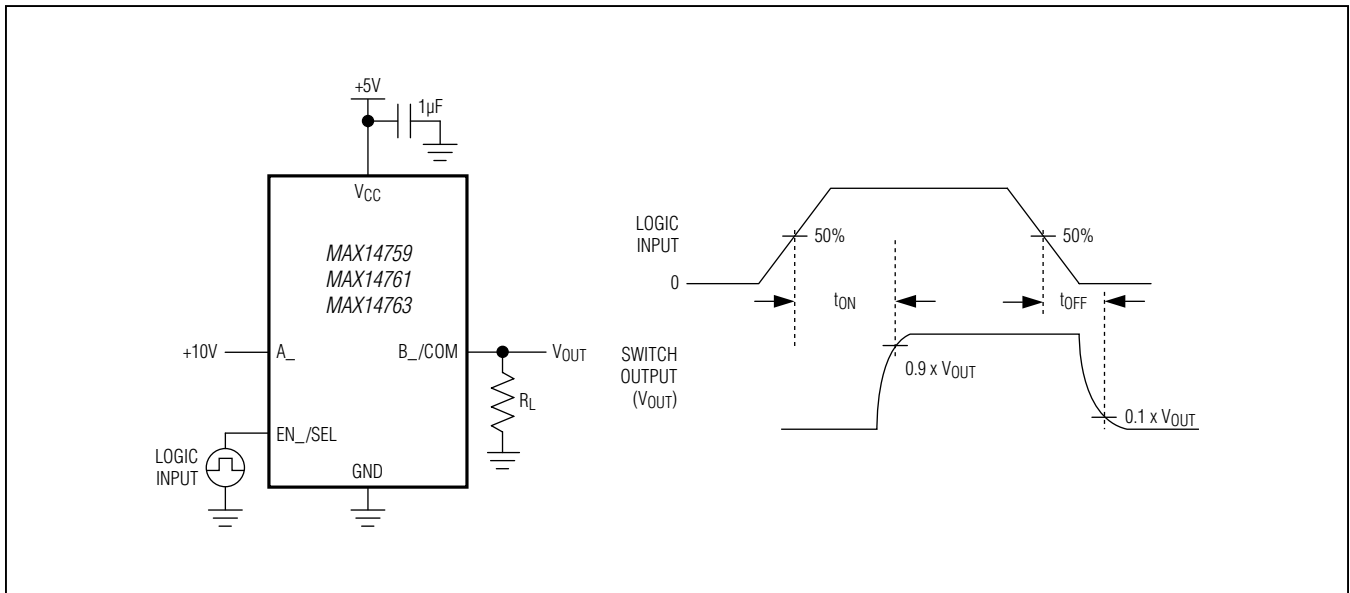 +5V
1µF
VCC
MAX14759
MAX14761
MAX14763
+10V
A_
B_/COM
VOUT
RL
EN_/SEL
LOGIC
INPUT
GND
LOGIC
INPUT
50%
50%
0
tON
tOFF
SWITCH
OUTPUT
(VOUT)
0.9 x VOUT
0.1 x VOUT